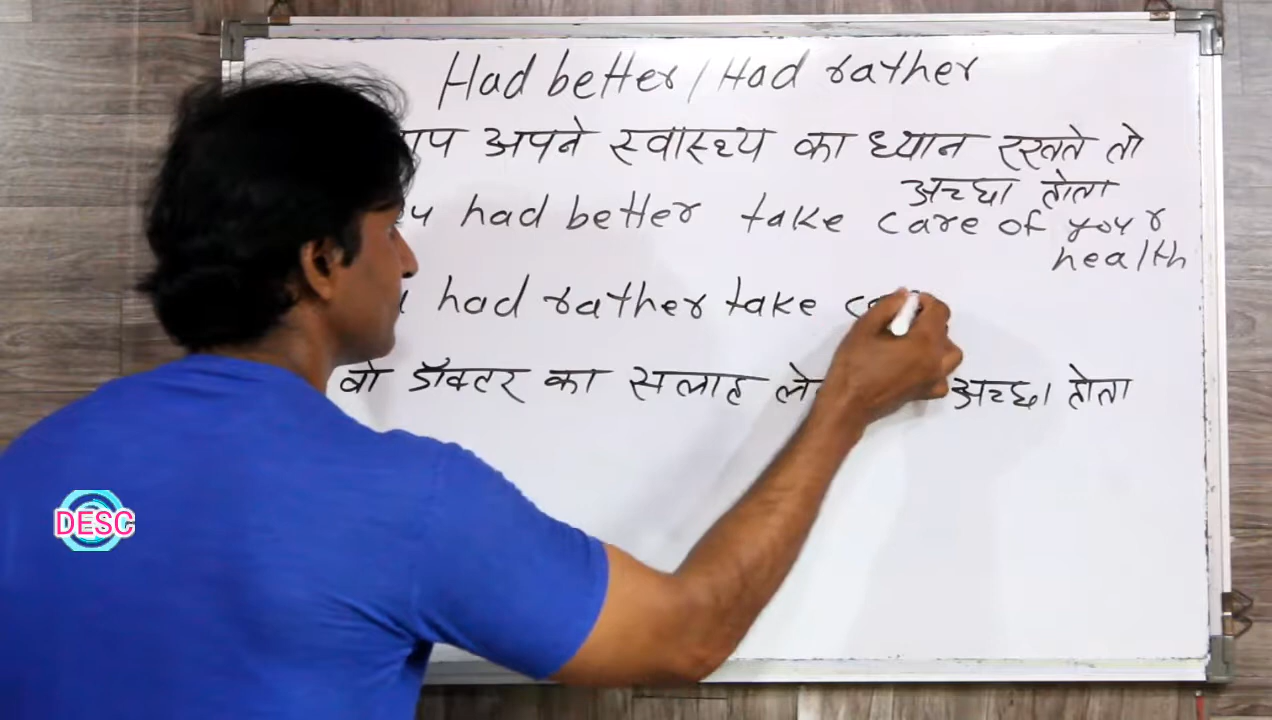 Had better / Had rather
अपने स्वास्थ्य का ध्यान रखते तो
अच्छा होता
had better take care of your
health
had rather take
वो डॉक्टर का सलाह अच्छा होता
DESC